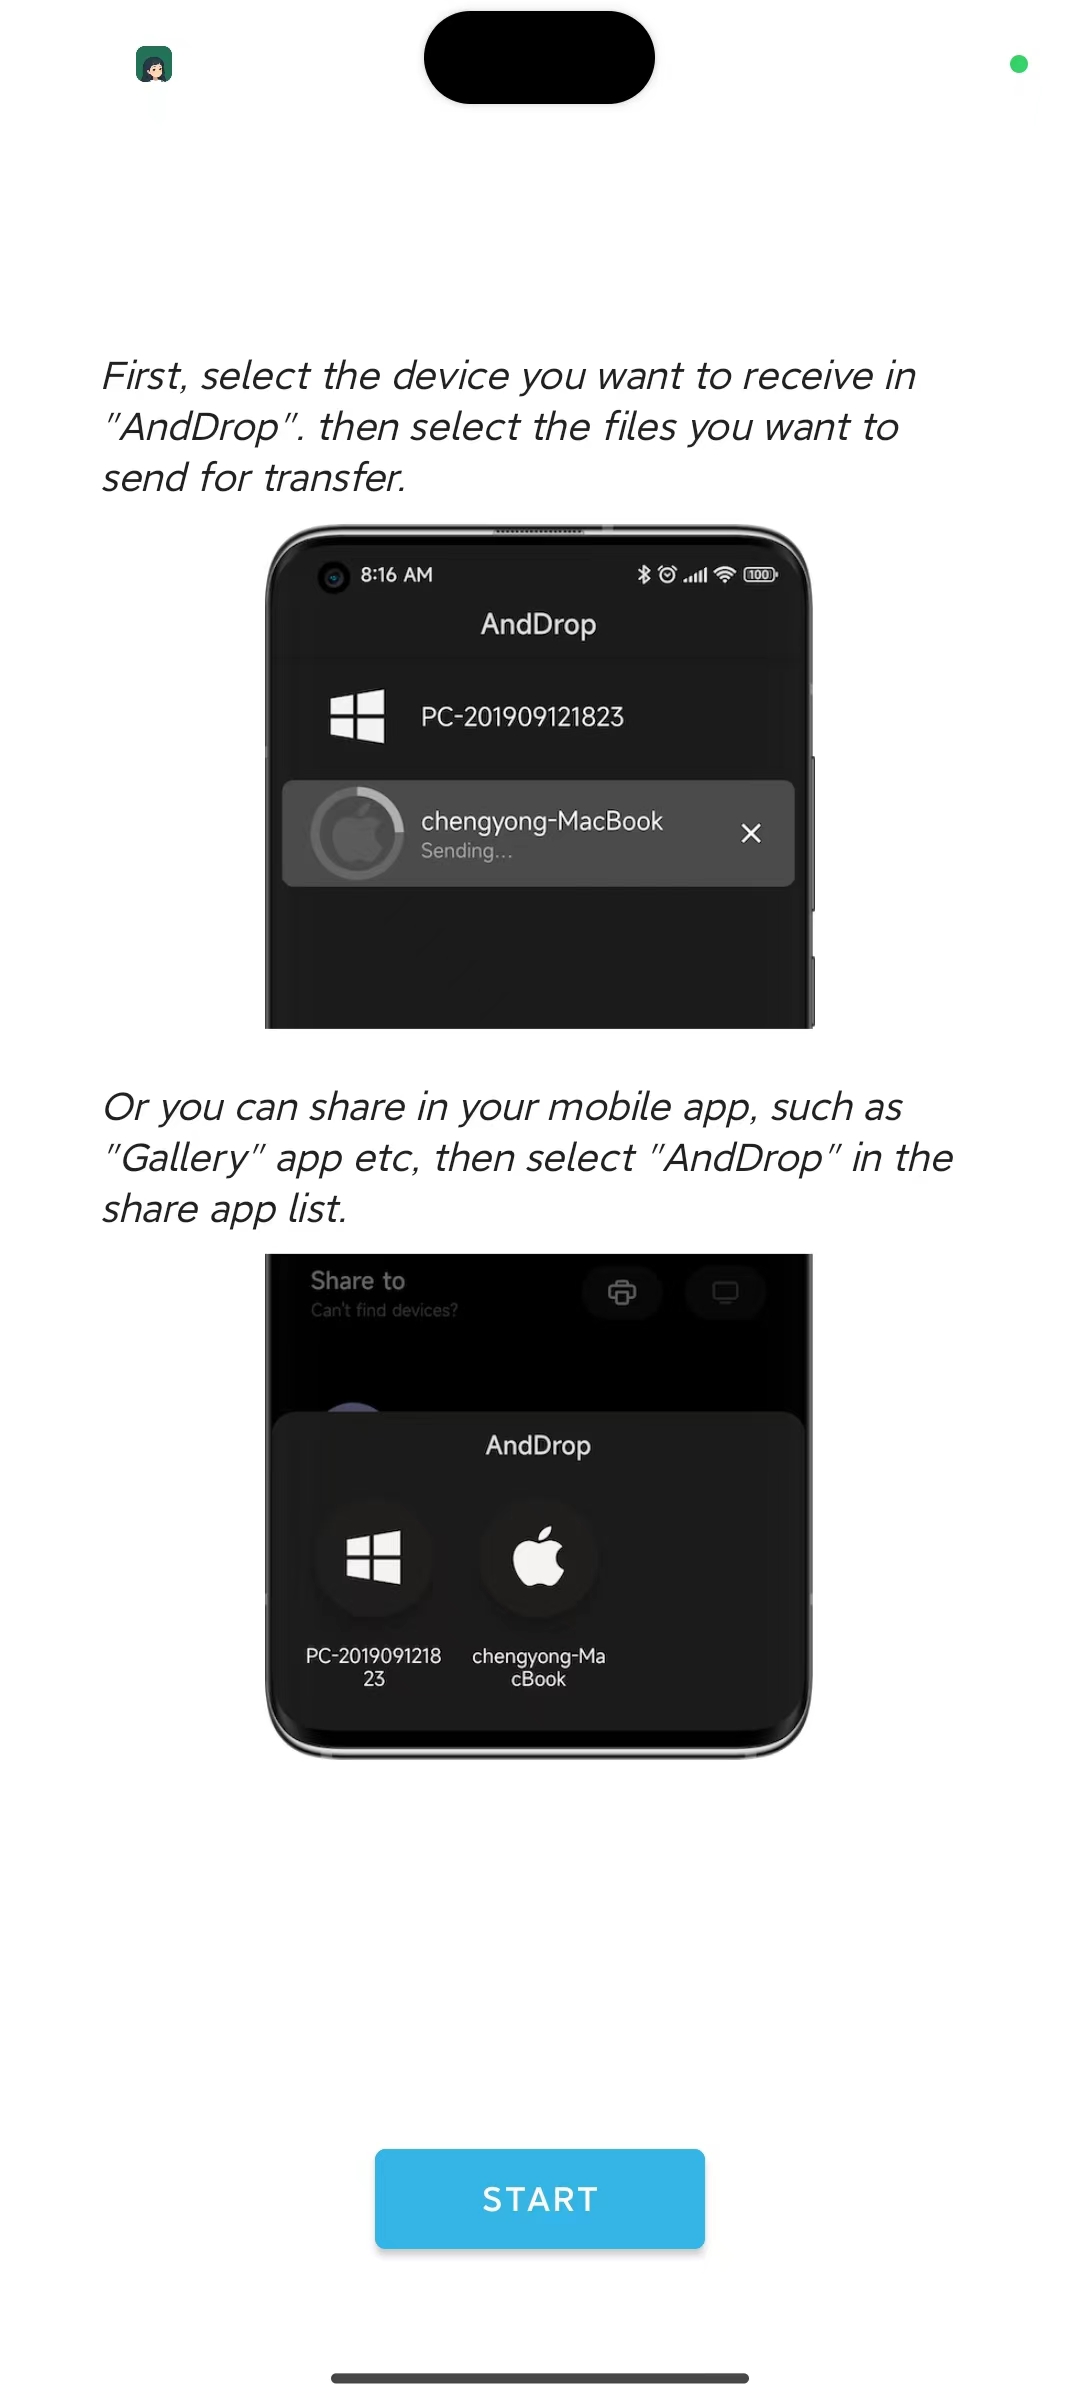 First, select the device you want to receive in
"AndDrop". then select the files you want to
send for transfer.
8:16 AM
100
AndDrop
PC-201909121823
chengyong-MacBook
Sending...
Or you can share in your mobile app, such as
"Gallery" app etc, then select "AndDrop" in the
share app list.
Share to
Can't find devices?
AndDrop
PC-2019091218
23
chengyong-Ma
cBook
START